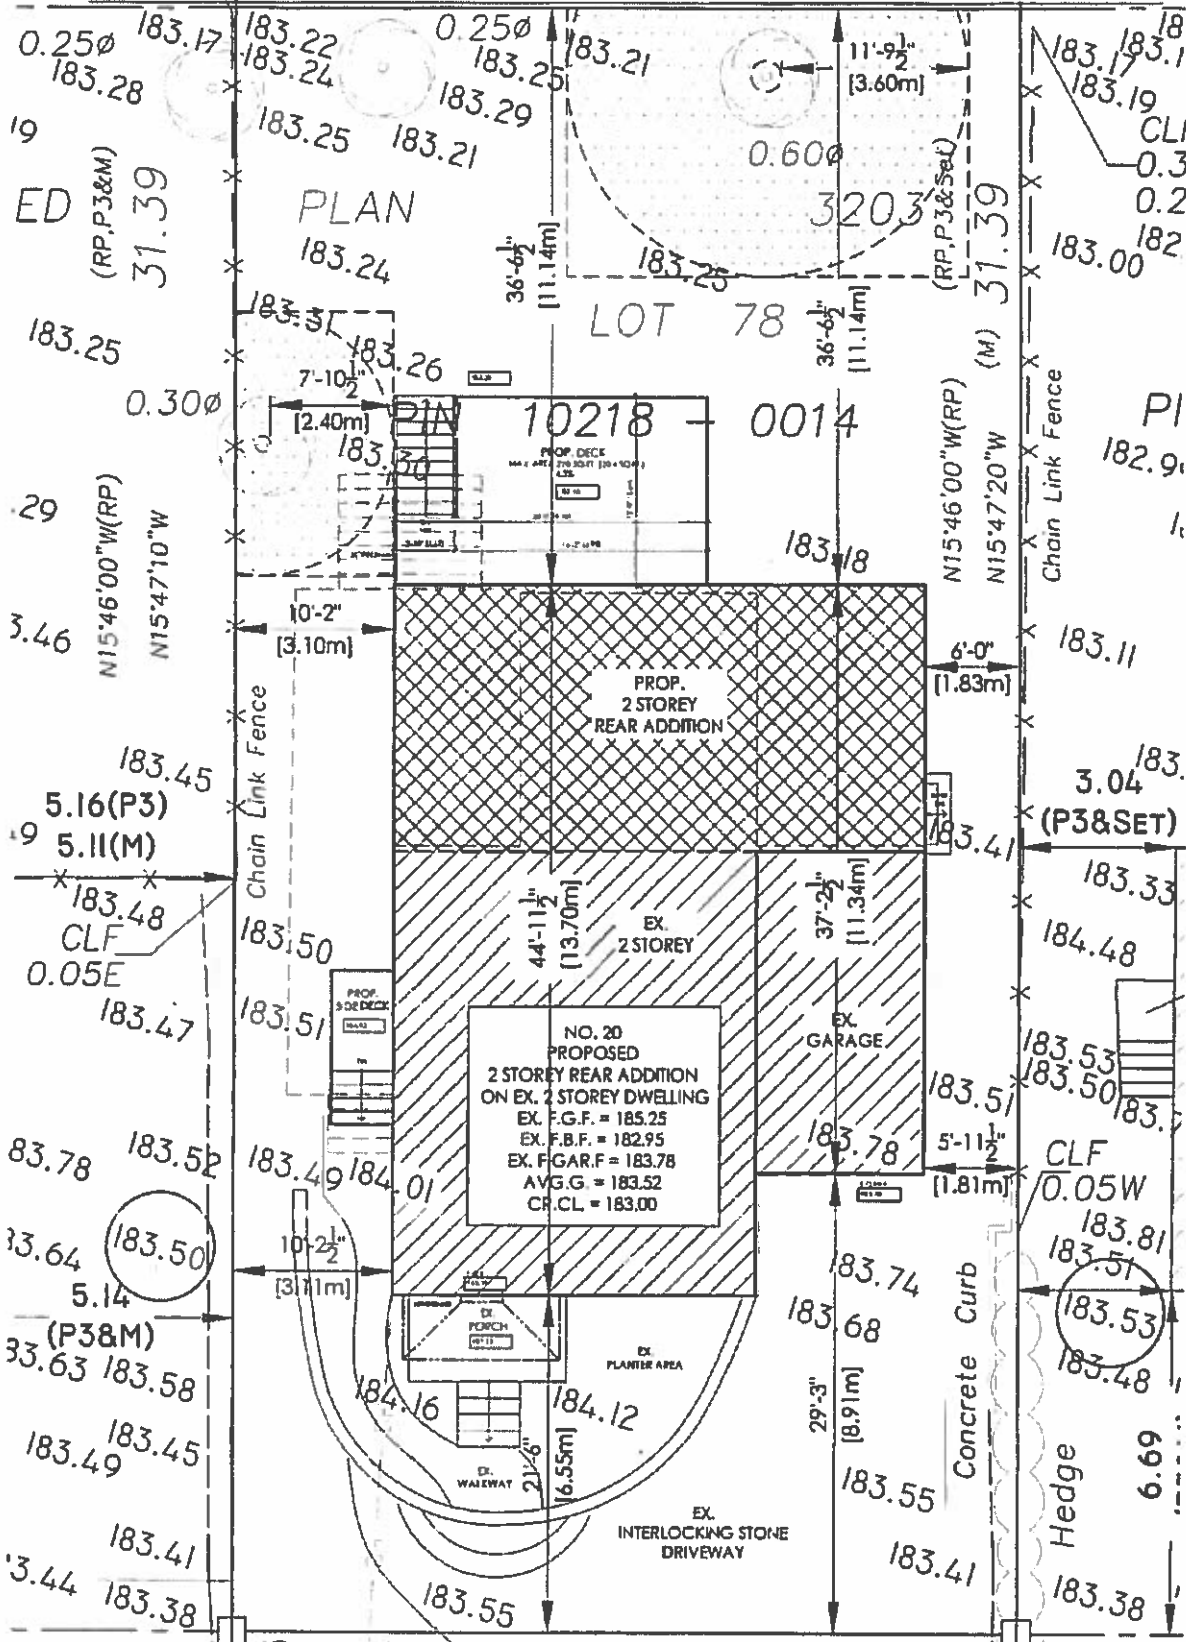 0.25ø
183.17
183.22
183.24
0.25ø
183.25
183.21
11'-9½"
[3.60m]
183.17
183.19
183.28
183.29
183.25
183.21
0.60ø
ED
(RP,P3&M)
31.39
PLAN
3203
(RP,P3&Set)
31.39
183.24
183.25
183.00
36'-6½"
[11.14m]
LOT 78
36'-6½"
[11.14m]
183.31
183.25
183.26
7'-10½"
[2.40m]
0.30ø
PIN 10218 - 0014
(M)
Chain Link Fence
183.30
PROP. DECK
N15°46'00"W(RP)
N15°47'10"W
N15°46'00"W(RP)
N15°47'20"W
183.18
10'-2"
[3.10m]
6'-0"
[1.83m]
183.11
PROP.
2 STOREY
REAR ADDITION
Chain Link Fence
183.45
5.16(P3)
5.11(M)
3.04
(P3&SET)
183.41
183.33
183.48
CLF
0.05E
183.50
44'-11½"
[13.70m]
EX.
2 STOREY
37'-2½"
[11.34m]
184.48
183.47
PROP.
SIDE DECK
183.51
EX.
GARAGE
183.53
183.50
NO. 20
PROPOSED
2 STOREY REAR ADDITION
ON EX. 2 STOREY DWELLING
EX. F.G.F. = 185.25
EX. F.B.F. = 182.95
EX. F.GAR.F = 183.78
AVG.G. = 183.52
CR.CL. = 183.00
183.51
183.78
5'-11½"
[1.81m]
CLF
0.05W
183.52
183.49
184.01
183.50
10'-2½"
[3.11m]
183.74
183.81
183.51
183.53
5.14
(P3&M)
EX.
PORCH
183.68
183.48
EX.
PLANTER AREA
183.58
184.16
184.12
29'-3"
[8.91m]
Concrete Curb
Hedge
6.69
183.45
183.49
EX.
WALKWAY
21'-6"
[6.55m]
183.55
EX.
INTERLOCKING STONE
DRIVEWAY
183.41
183.41
183.38
183.55
183.38